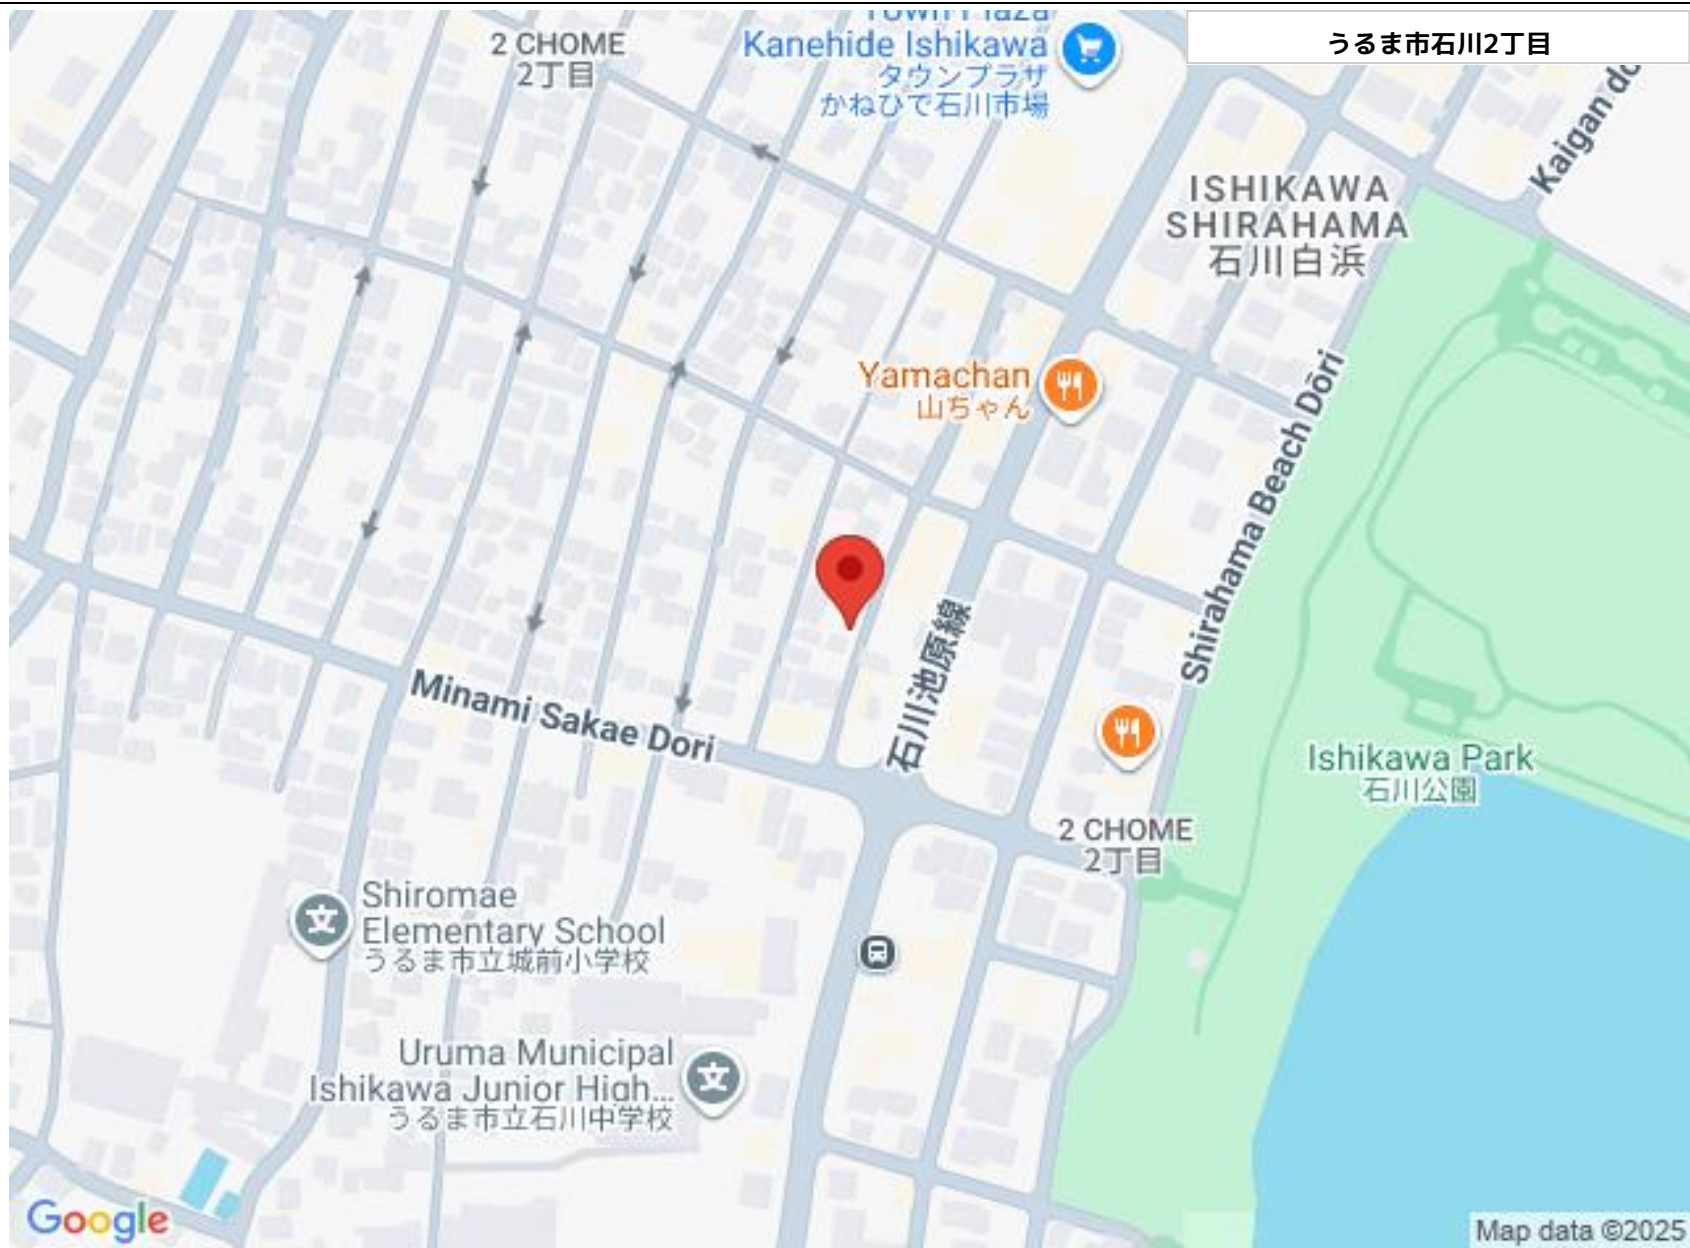 Town Plaza
Kanehide Ishikawa
タウンプラザ
かねひで石川市場
2 CHOME
2丁目
うるま市石川2丁目
Kaigan do
ISHIKAWA
SHIRAHAMA
石川白浜
Yamachan
山ちゃん
Shirahama Beach Dōri
石川池原線
Minami Sakae Dori
Ishikawa Park
石川公園
2 CHOME
2丁目
Shiromae
Elementary School
うるま市立城前小学校
Uruma Municipal
Ishikawa Junior High...
うるま市立石川中学校
文
文
Google
Map data ©2025